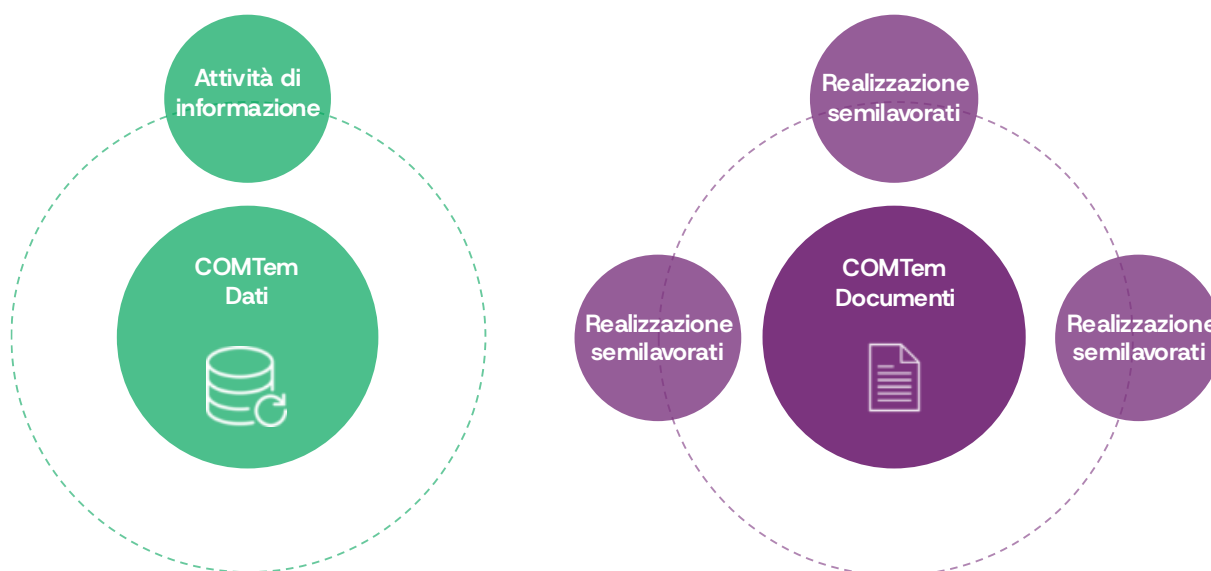 Attività di
informazione
COMTem
Dati
Realizzazione
semilavorati
Realizzazione
semilavorati
COMTem
Documenti
Realizzazione
semilavorati